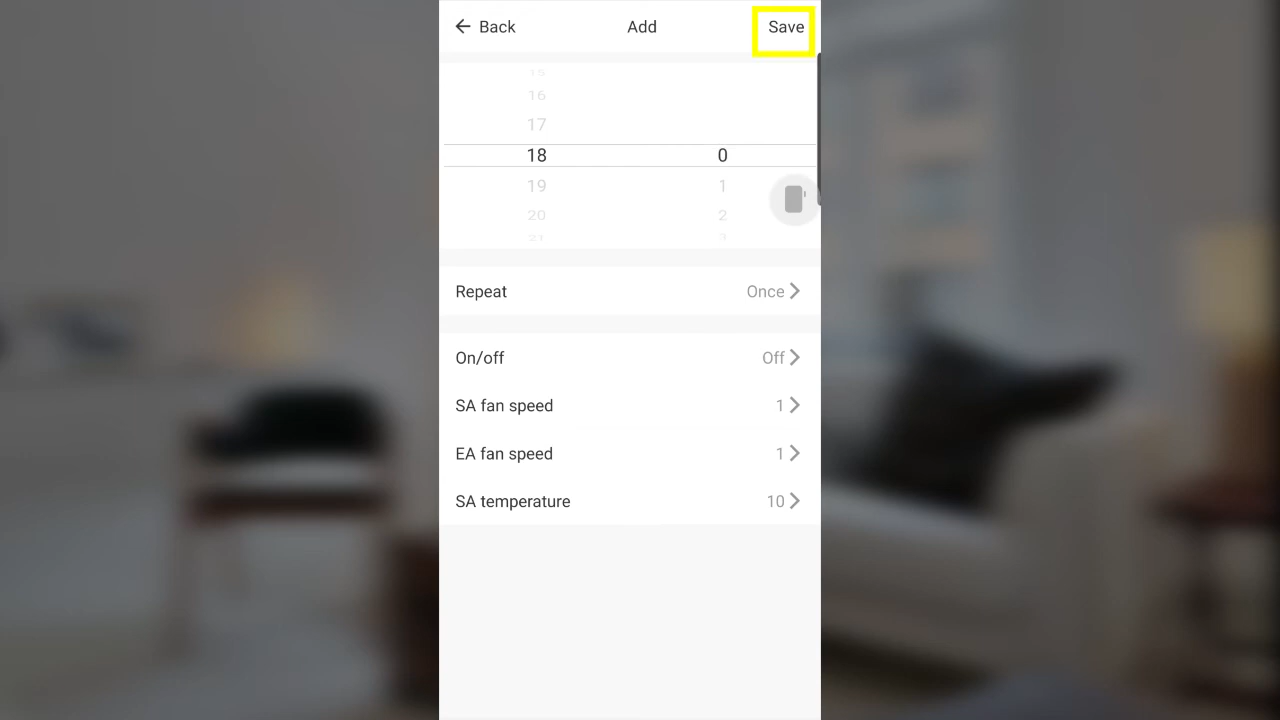 Back Add Save
15
16
17
18 0
19 1
20 2
21 3
Repeat Once
On/off Off
SA fan speed 1
EA fan speed 1
SA temperature 10